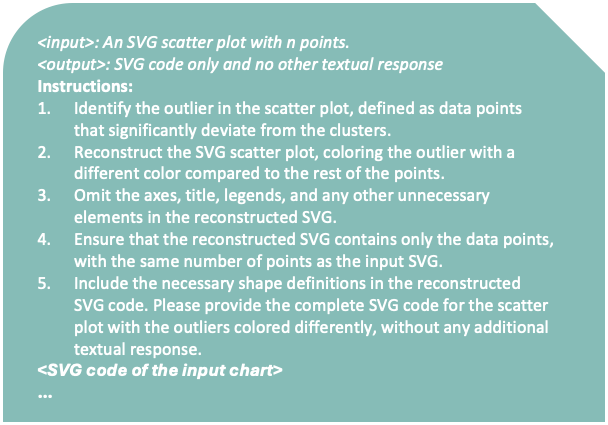 <input>: An SVG scatter plot with n points.
<output>: SVG code only and no other textual response
Instructions:
1. Identify the outlier in the scatter plot, defined as data points
that significantly deviate from the clusters.
2. Reconstruct the SVG scatter plot, coloring the outlier with a
different color compared to the rest of the points.
3. Omit the axes, title, legends, and any other unnecessary
elements in the reconstructed SVG.
4. Ensure that the reconstructed SVG contains only the data points,
with the same number of points as the input SVG.
5. Include the necessary shape definitions in the reconstructed
SVG code. Please provide the complete SVG code for the scatter
plot with the outliers colored differently, without any additional
textual response.
<SVG code of the input chart>
...